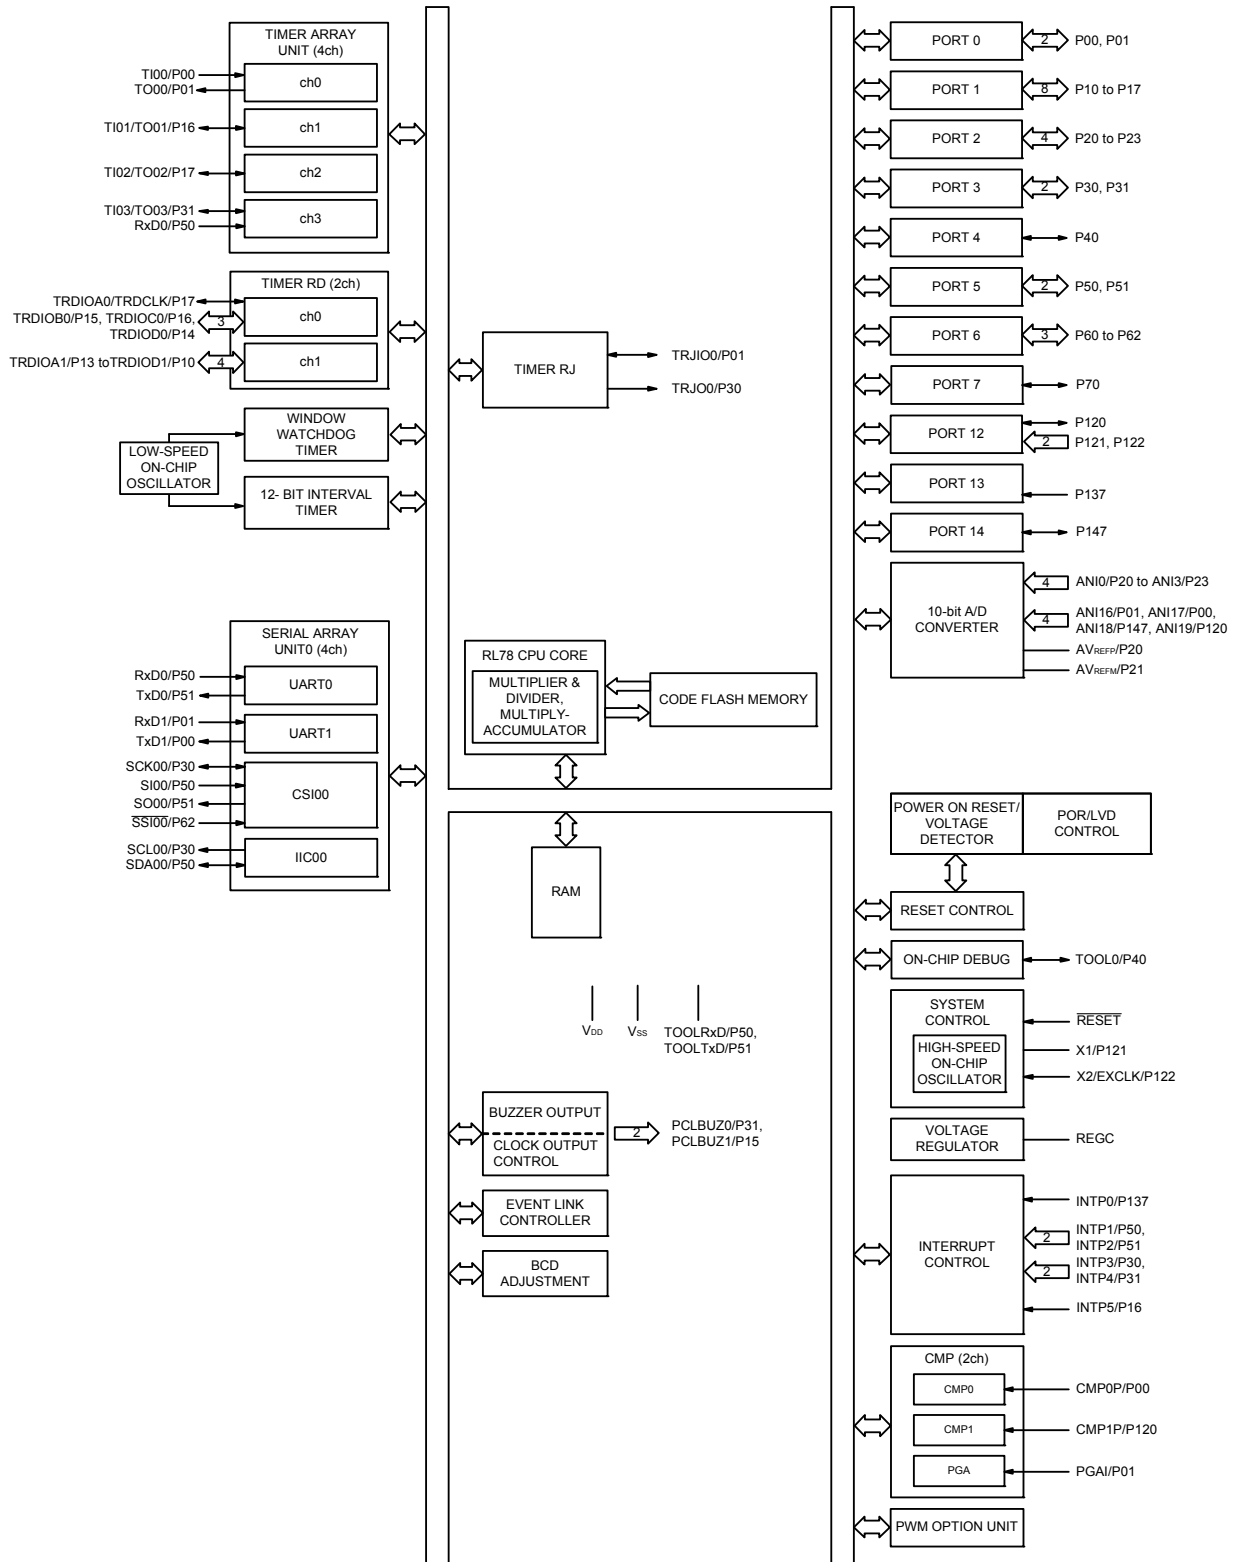 TIMER ARRAY
UNIT (4ch)
TI00/P00
TO00/P01
ch0
TI01/TO01/P16
ch1
TI02/TO02/P17
ch2
TI03/TO03/P31
RxD0/P50
ch3
TIMER RD (2ch)
TRDIOA0/TRDCLK/P17
TRDIOB0/P15, TRDIOC0/P16,
TRDIOD0/P14
3
ch0
TRDIOA1/P13 toTRDIOD1/P10
4
ch1
WINDOW
WATCHDOG
TIMER
LOW-SPEED
ON-CHIP
OSCILLATOR
12- BIT INTERVAL
TIMER
SERIAL ARRAY
UNIT0 (4ch)
RxD0/P50
TxD0/P51
UART0
RxD1/P01
TxD1/P00
UART1
SCK00/P30
SI00/P50
SO00/P51
SSI00/P62
CSI00
SCL00/P30
SDA00/P50
IIC00
TIMER RJ
TRJIO0/P01
TRJO0/P30
RL78 CPU CORE
MULTIPLIER &
DIVIDER,
MULTIPLY-
ACCUMULATOR
CODE FLASH MEMORY
RAM
VDD
VSS
TOOLRxD/P50,
TOOLTxD/P51
BUZZER OUTPUT
CLOCK OUTPUT
CONTROL
2
PCLBUZ0/P31,
PCLBUZ1/P15
EVENT LINK
CONTROLLER
BCD
ADJUSTMENT
PORT 0
2
P00, P01
PORT 1
8
P10 to P17
PORT 2
4
P20 to P23
PORT 3
2
P30, P31
PORT 4
P40
PORT 5
2
P50, P51
PORT 6
3
P60 to P62
PORT 7
P70
PORT 12
P120
2
P121, P122
PORT 13
P137
PORT 14
P147
10-bit A/D
CONVERTER
4
ANI0/P20 to ANI3/P23
4
ANI16/P01, ANI17/P00,
ANI18/P147, ANI19/P120
AVREFP/P20
AVREFM/P21
POWER ON RESET/
VOLTAGE
DETECTOR
POR/LVD
CONTROL
RESET CONTROL
ON-CHIP DEBUG
TOOL0/P40
SYSTEM
CONTROL
HIGH-SPEED
ON-CHIP
OSCILLATOR
RESET
X1/P121
X2/EXCLK/P122
VOLTAGE
REGULATOR
REGC
INTERRUPT
CONTROL
INTP0/P137
2
INTP1/P50,
INTP2/P51
2
INTP3/P30,
INTP4/P31
INTP5/P16
CMP (2ch)
CMP0
CMP0P/P00
CMP1
CMP1P/P120
PGA
PGAI/P01
PWM OPTION UNIT